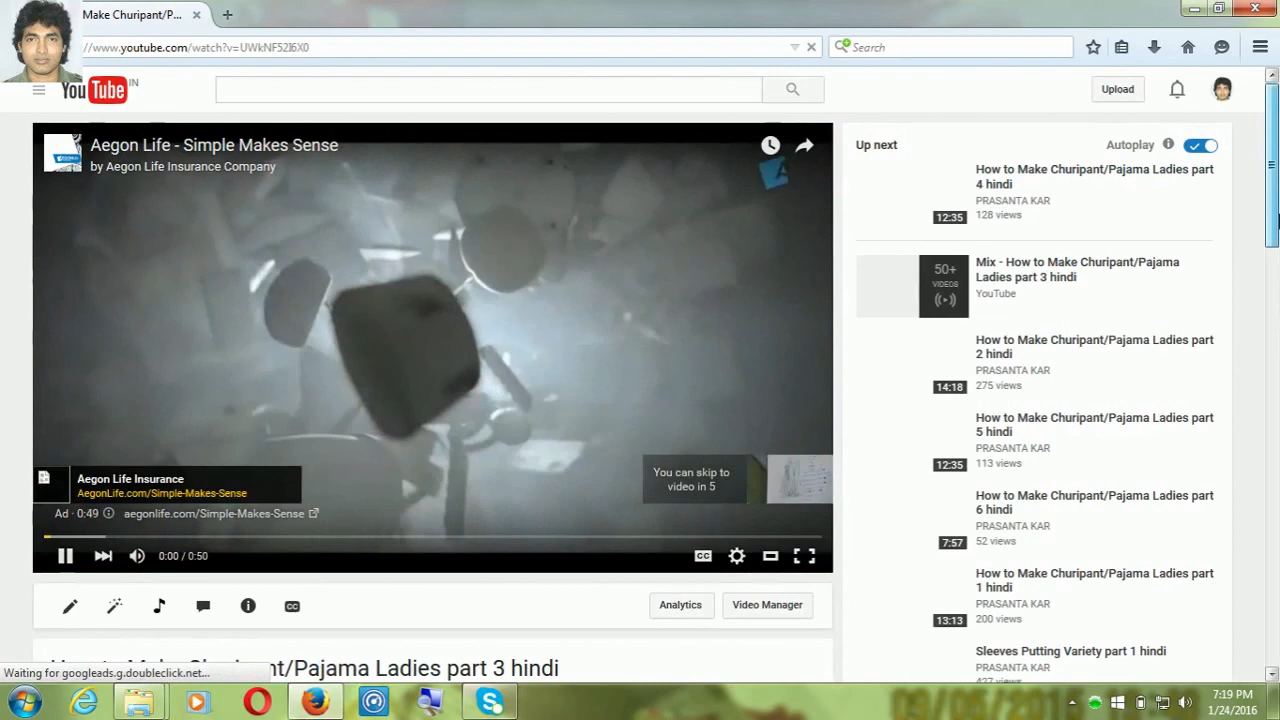 Make Churipant/P...
//www.youtube.com/watch?v=UWkNF52I6X0
Search
YouTube IN
Upload
Aegon Life - Simple Makes Sense
by Aegon Life Insurance Company
Aegon Life Insurance
AegonLife.com/Simple-Makes-Sense
You can skip to
video in 5
Ad · 0:49
aegonlife.com/Simple-Makes-Sense
0:00 / 0:50
CC
CC
Analytics
Video Manager
/Pajama Ladies part 3 hindi
Up next
Autoplay
How to Make Churipant/Pajama Ladies part
4 hindi
PRASANTA KAR
128 views
12:35
50+
VIDEOS
Mix - How to Make Churipant/Pajama
Ladies part 3 hindi
YouTube
How to Make Churipant/Pajama Ladies part
2 hindi
PRASANTA KAR
275 views
14:18
How to Make Churipant/Pajama Ladies part
5 hindi
PRASANTA KAR
113 views
12:35
How to Make Churipant/Pajama Ladies part
6 hindi
PRASANTA KAR
52 views
7:57
How to Make Churipant/Pajama Ladies part
1 hindi
PRASANTA KAR
200 views
13:13
Sleeves Putting Variety part 1 hindi
PRASANTA KAR
427 views
Waiting for googleads.g.doubleclick.net...
7:19 PM
1/24/2016